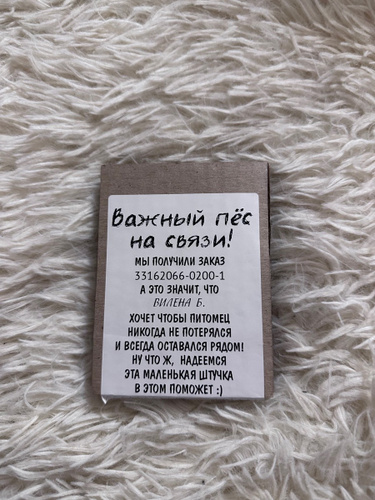 Важный пёс
на связи!
МЫ ПОЛУЧИЛИ ЗАКАЗ
33162066-0200-1
А ЭТО ЗНАЧИТ, ЧТО
ВИЛЕНА Б.
ХОЧЕТ ЧТОБЫ ПИТОМЕЦ
НИКОГДА НЕ ПОТЕРЯЛСЯ
И ВСЕГДА ОСТАВАЛСЯ РЯДОМ!
НУ ЧТО Ж, НАДЕЕМСЯ
ЭТА МАЛЕНЬКАЯ ШТУЧКА
В ЭТОМ ПОМОЖЕТ :)